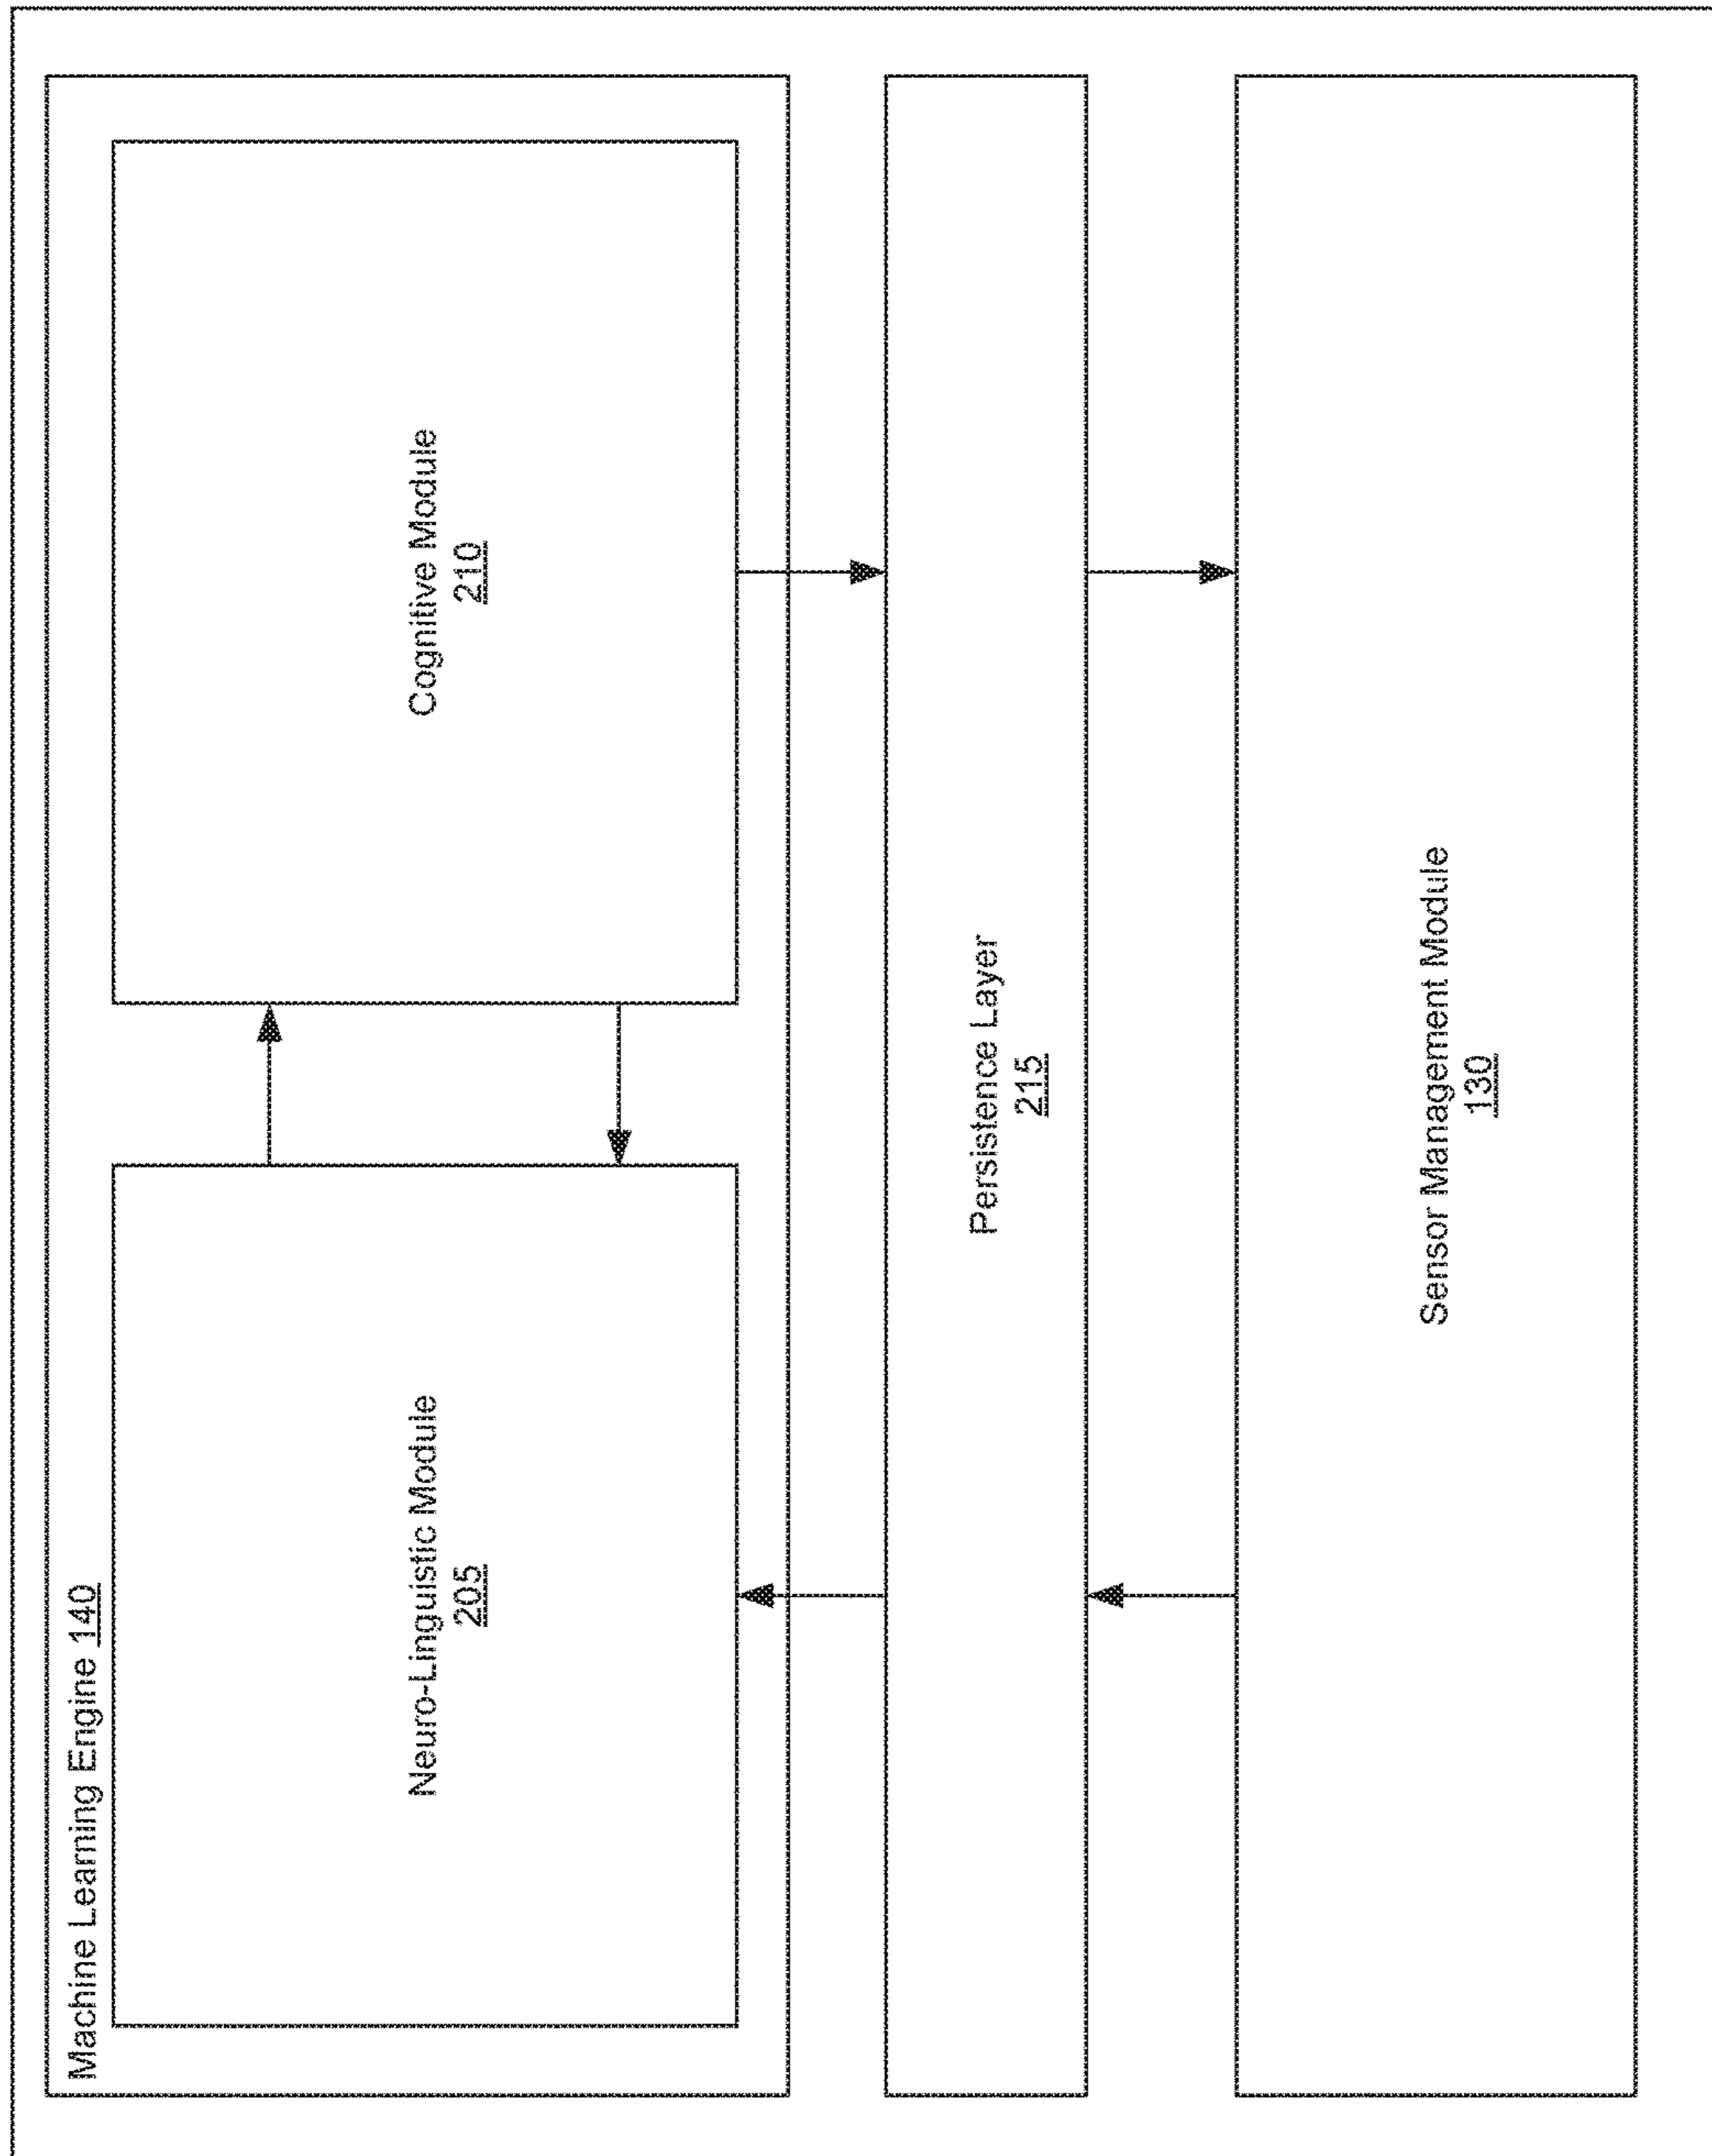 Machine Learning Engine 140
Neuro-Linguistic Module
205
Cognitive Module
210
Persistence Layer
215
Sensor Management Module
130